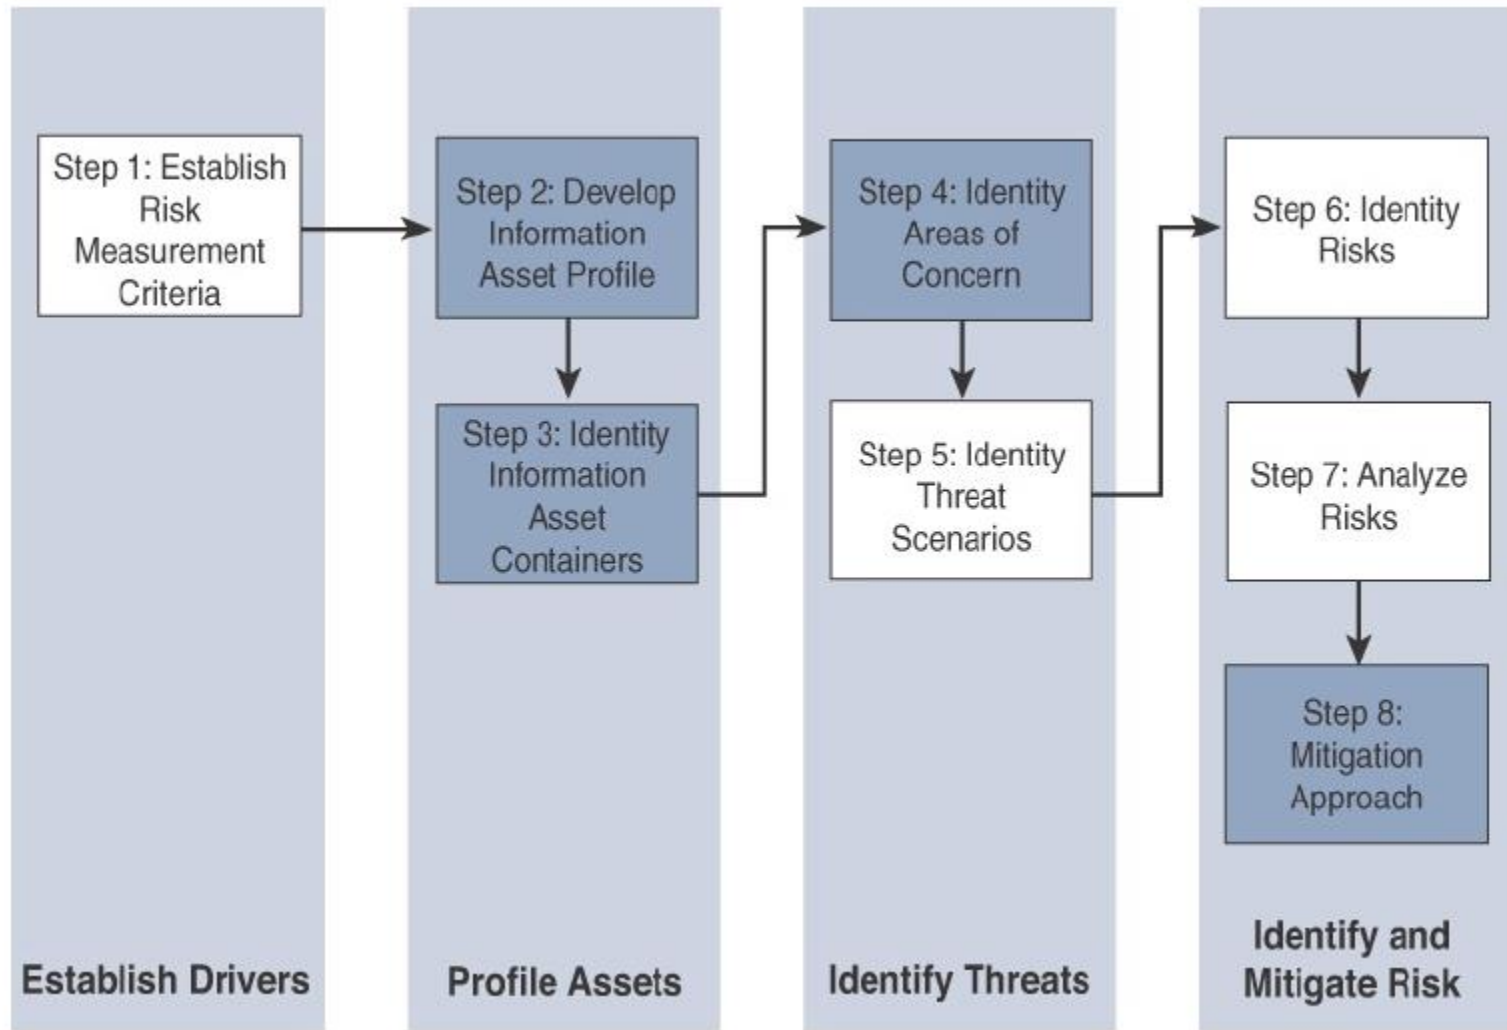 Step 1: Establish
Risk
Measurement
Criteria
Step 2: Develop
Information
Asset Profile
Step 3: Identity
Information
Asset
Containers
Step 4: Identity
Areas of
Concern
Step 5: Identity
Threat
Scenarios
Step 6: Identity
Risks
Step 7: Analyze
Risks
Step 8:
Mitigation
Approach
Establish Drivers
Profile Assets
Identify Threats
Identify and
Mitigate Risk